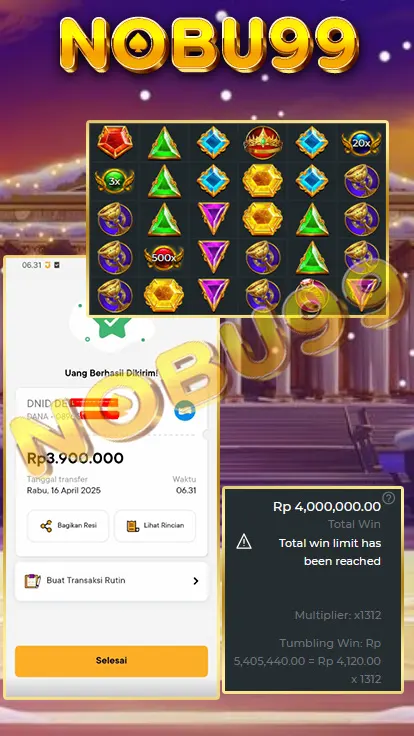 NOBU99
20x
3x
500x
NOBU99
06.31
Uang Berhasil Dikirim!
DNID DE
DANA •
Rp3.900.000
Tanggal transfer
Waktu
Rabu, 16 April 2025
06.31
Bagikan Resi
Lihat Rincian
Buat Transaksi Rutin
Selesai
Rp 4,000,000.00
Total Win
Total win limit has
been reached
Multiplier: x1312
Tumbling Win: Rp
5,405,440.00 = Rp 4,120.00
x 1312